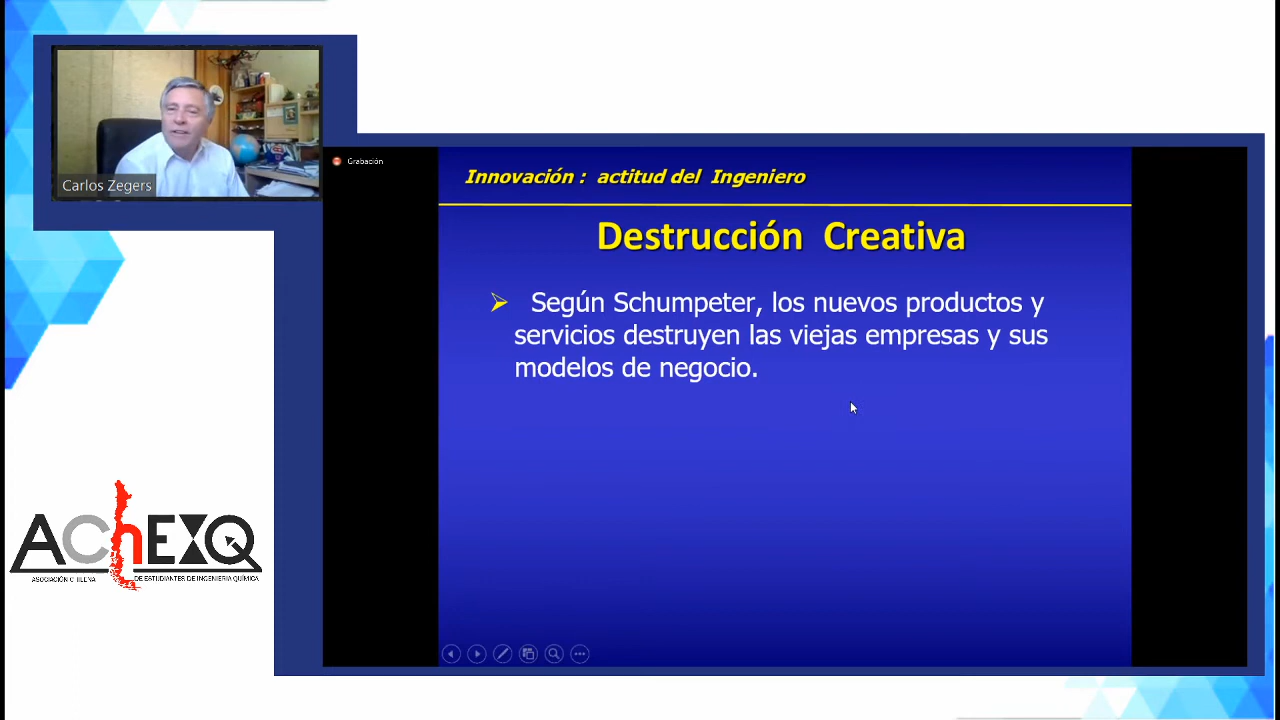 Carlos Zegers
Grabación
Innovación : actitud del Ingeniero
Destrucción Creativa
Según Schumpeter, los nuevos productos y
servicios destruyen las viejas empresas y sus
modelos de negocio.
AChEXQ
ASOCIACIÓN CHILENA DE ESTUDIANTES DE INGENIERIA QUÍMICA